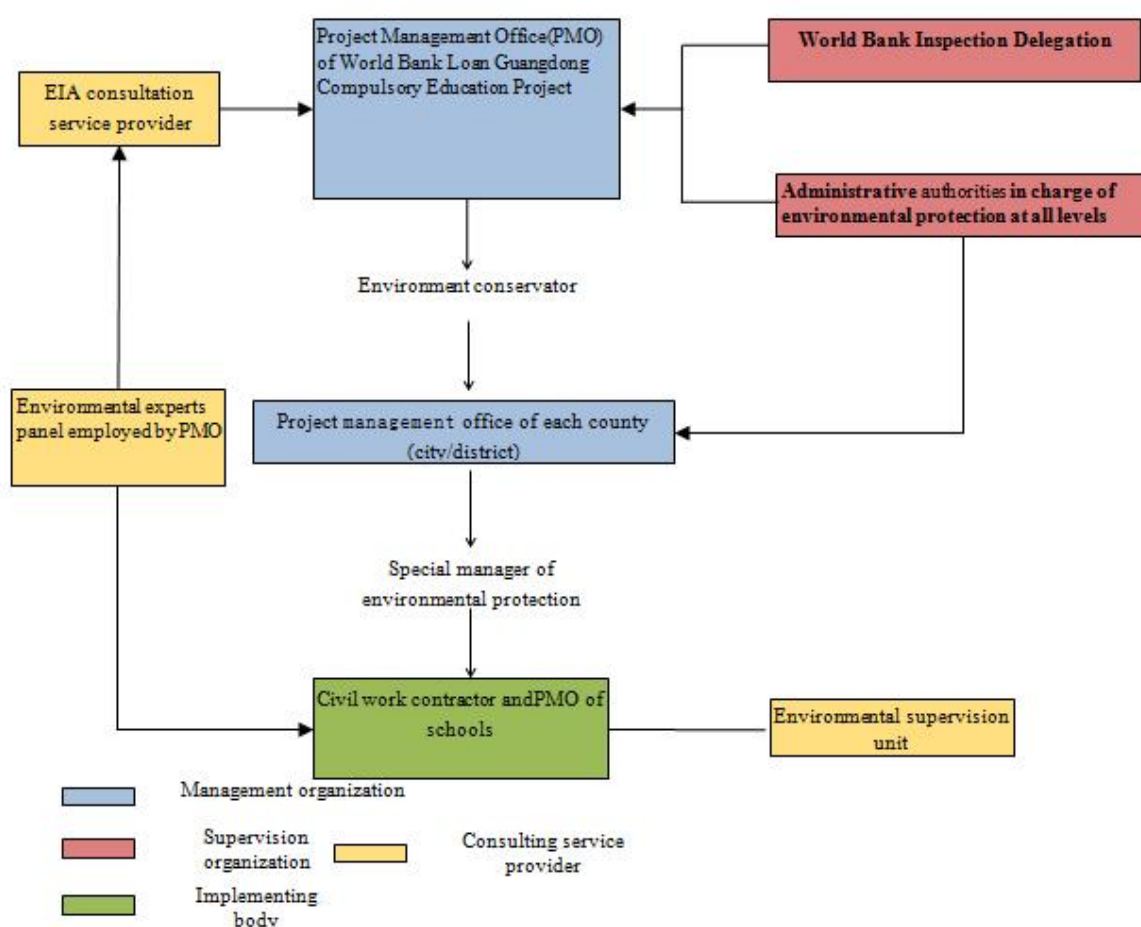 Project Management Office(PMO)
of World Bank Loan Guangdong
Compulsory Education Project
World Bank Inspection Delegation
EIA consultation
service provider
Administrative authorities in charge of
environmental protection at all levels
Environment conservator
Environmental experts
panel employed by PMO
Project management office of each county
(city/district)
Special manager of
environmental protection
Civil work contractor andPMO of
schools
Environmental supervision
unit
Management organization
Supervision
organization
Consulting service
provider
Implementing
body